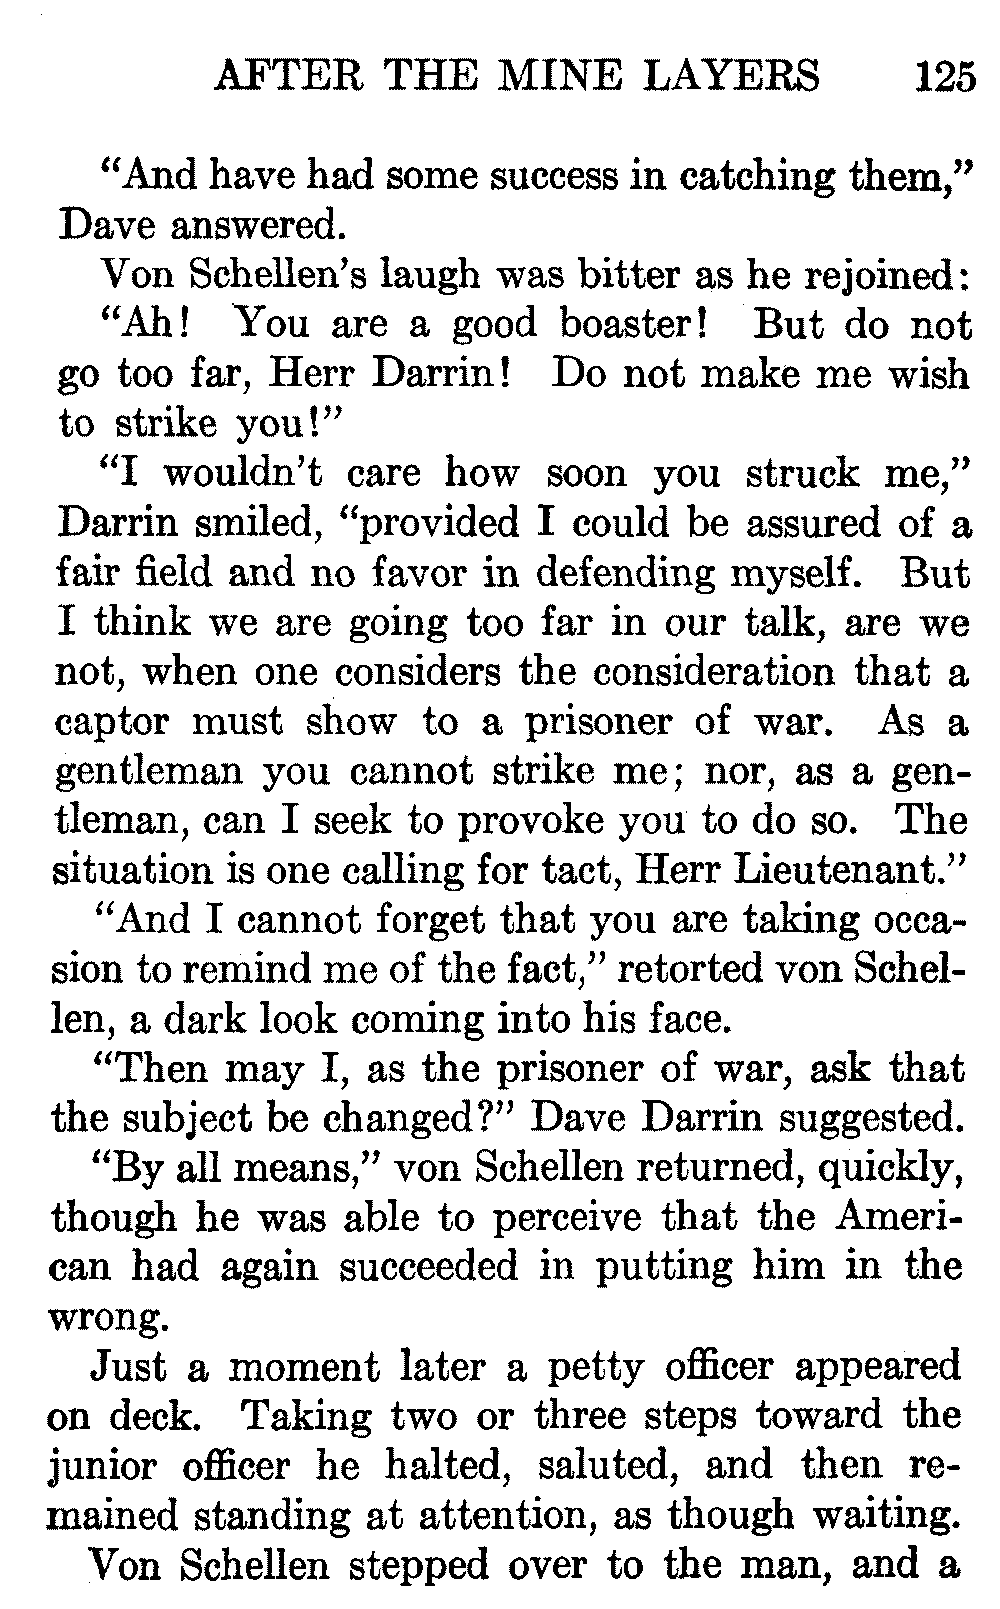 AFTER THE MINE LAYERS 125
“And have had some success in catching them,”
Dave answered.
Von Schellen’s laugh was bitter as he rejoined:
“Ah! You are a good boaster! But do not
go too far, Herr Darrin! Do not make me wish
to strike you!”
“I wouldn’t care how soon you struck me,”
Darrin smiled, “provided I could be assured of a
fair field and no favor in defending myself. But
I think we are going too far in our talk, are we
not, when one considers the consideration that a
captor must show to a prisoner of war. As a
gentleman you cannot strike me; nor, as a gen-
tleman, can I seek to provoke you to do so. The
situation is one calling for tact, Herr Lieutenant.”
“And I cannot forget that you are taking occa-
sion to remind me of the fact,” retorted von Schel-
len, a dark look coming into his face.
“Then may I, as the prisoner of war, ask that
the subject be changed?” Dave Darrin suggested.
“By all means,” von Schellen returned, quickly,
though he was able to perceive that the Ameri-
can had again succeeded in putting him in the
wrong.
Just a moment later a petty officer appeared
on deck. Taking two or three steps toward the
junior officer he halted, saluted, and then re-
mained standing at attention, as though waiting.
Von Schellen stepped over to the man, and a